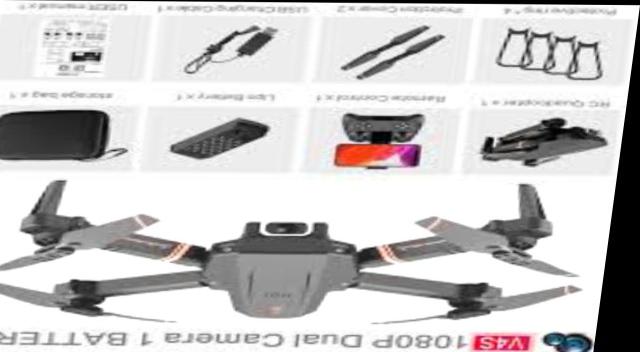 V4S 1080P Dual Camera 1 BATTER
RC Quadcopter x 1
Remote Control x 1
Lipo Battery x 1
storage bag x 1
Protective ring * 4
Protection Cover x 2
USB Charging Cable x 1
USER manual x 1